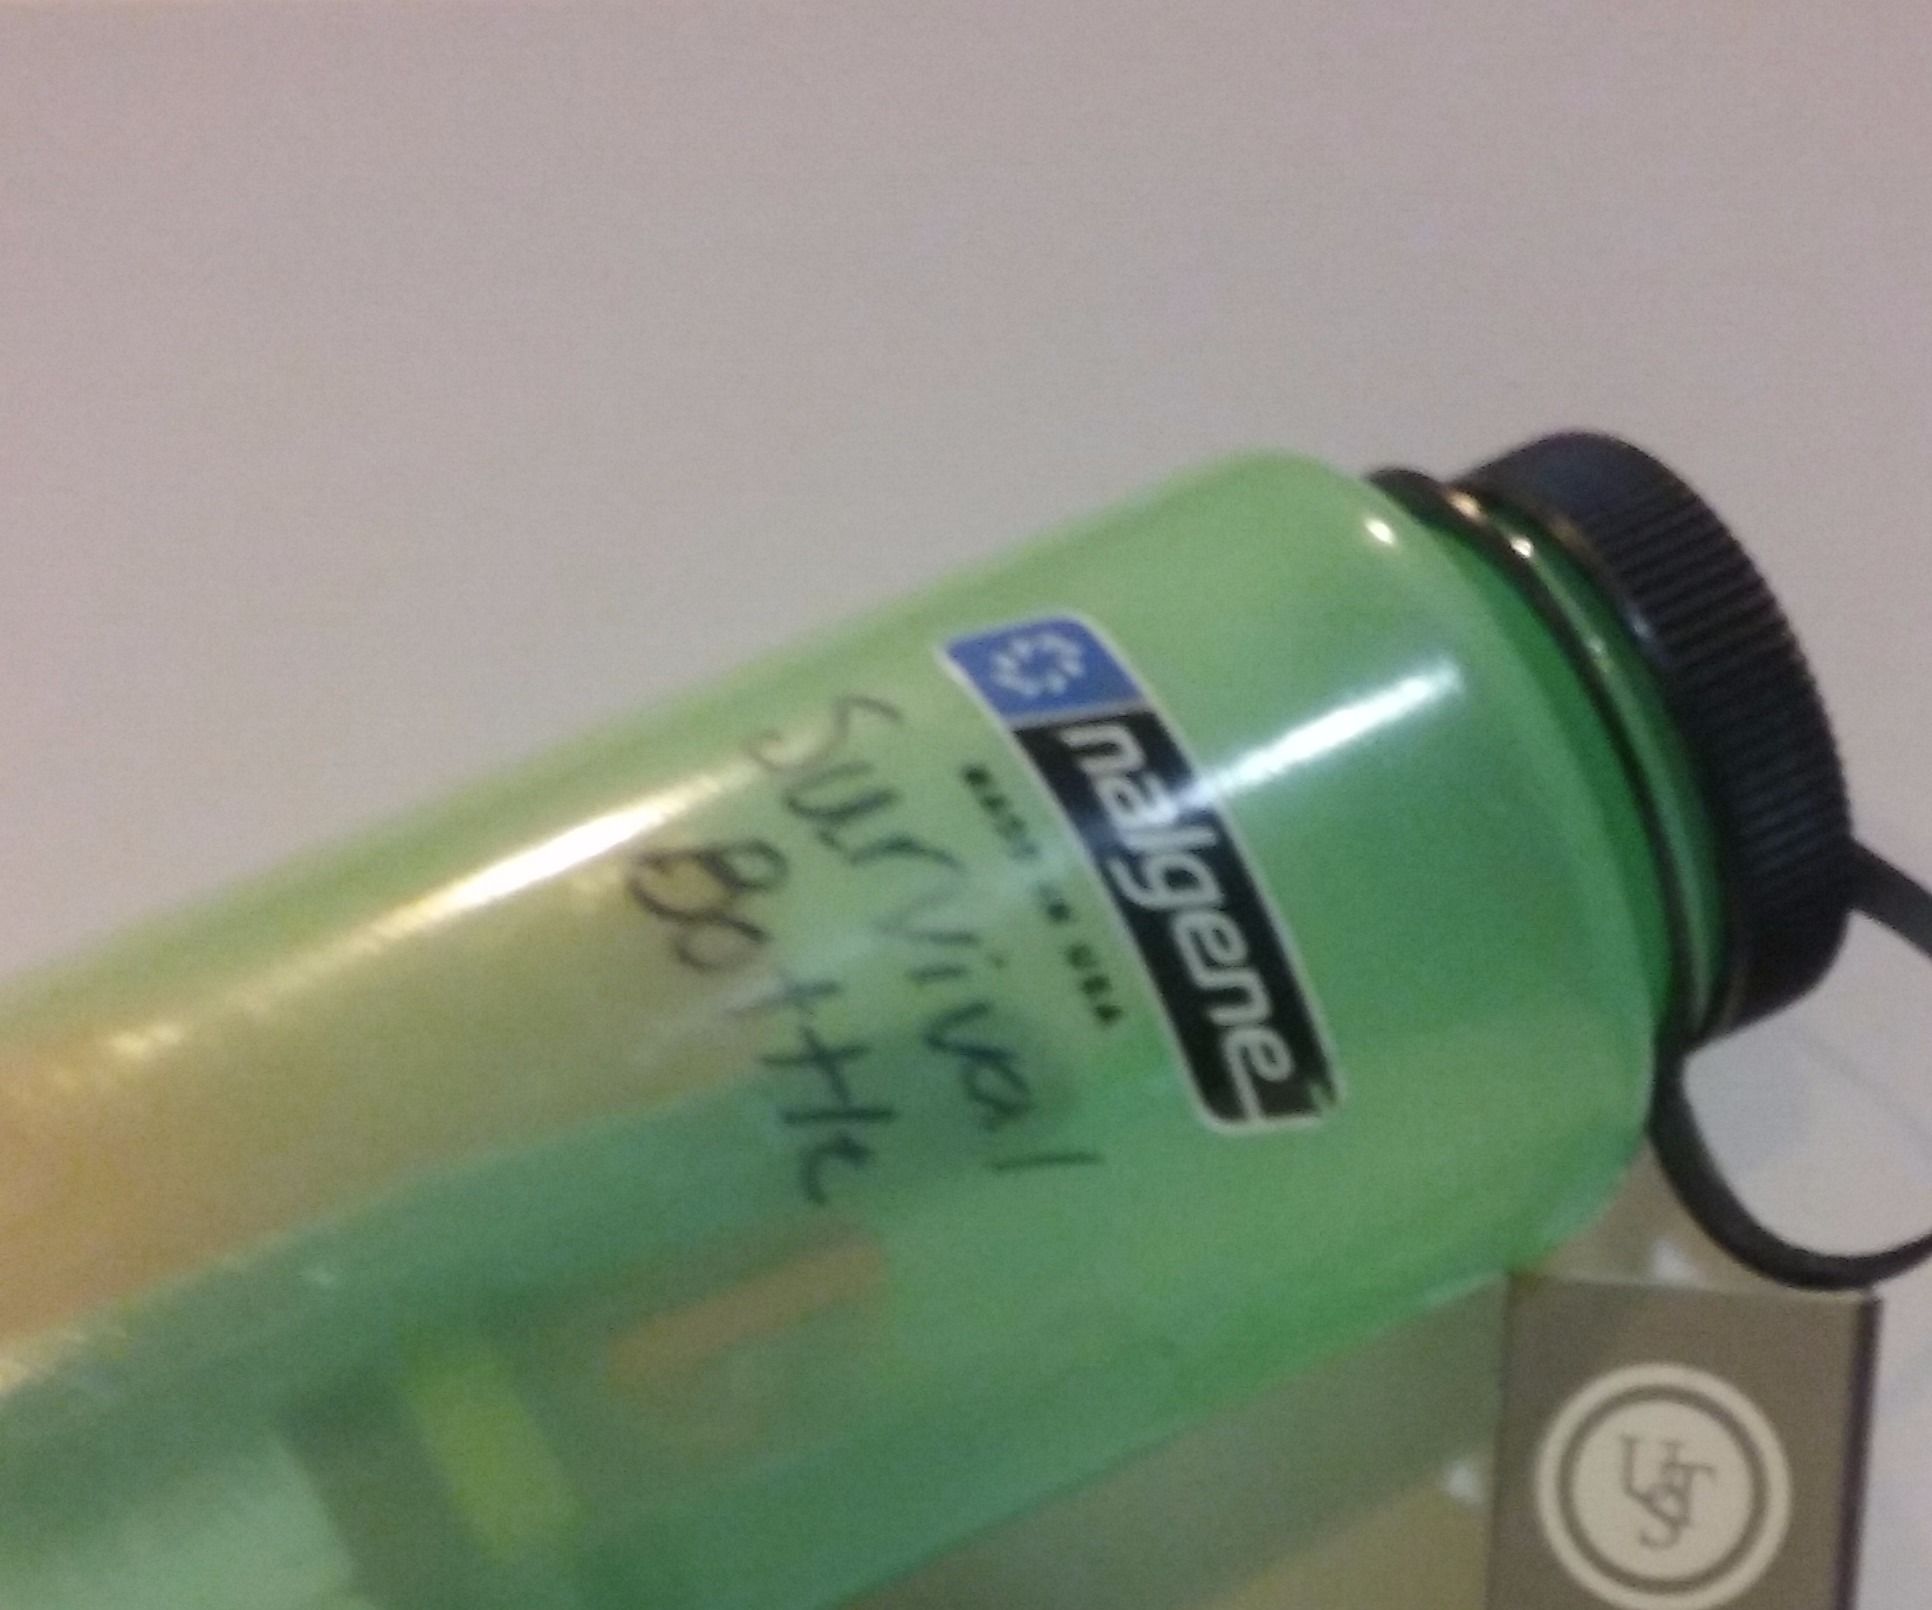 nalgene
MADE IN USA
Survival
Bottle
UST